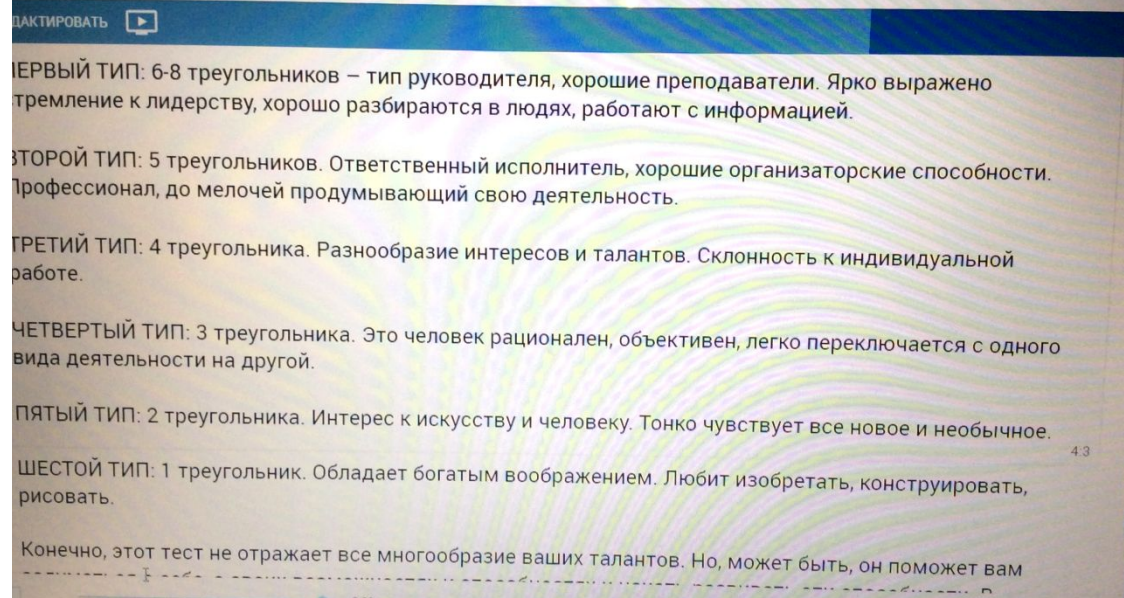 ДАКТИРОВАТЬ
ЕРВЫЙ ТИП: 6-8 треугольников – тип руководителя, хорошие преподаватели. Ярко выражено
тремление к лидерству, хорошо разбираются в людях, работают с информацией.
ВТОРОЙ ТИП: 5 треугольников. Ответственный исполнитель, хорошие организаторские способности.
Профессионал, до мелочей продумывающий свою деятельность.
ТРЕТИЙ ТИП: 4 треугольника. Разнообразие интересов и талантов. Склонность к индивидуальной
работе.
ЧЕТВЕРТЫЙ ТИП: 3 треугольника. Это человек рационален, объективен, легко переключается с одного
вида деятельности на другой.
ПЯТЫЙ ТИП: 2 треугольника. Интерес к искусству и человеку. Тонко чувствует все новое и необычное.
4:3
ШЕСТОЙ ТИП: 1 треугольник. Обладает богатым воображением. Любит изобретать, конструировать,
рисовать.
Конечно, этот тест не отражает все многообразие ваших талантов. Но, может быть, он поможет вам